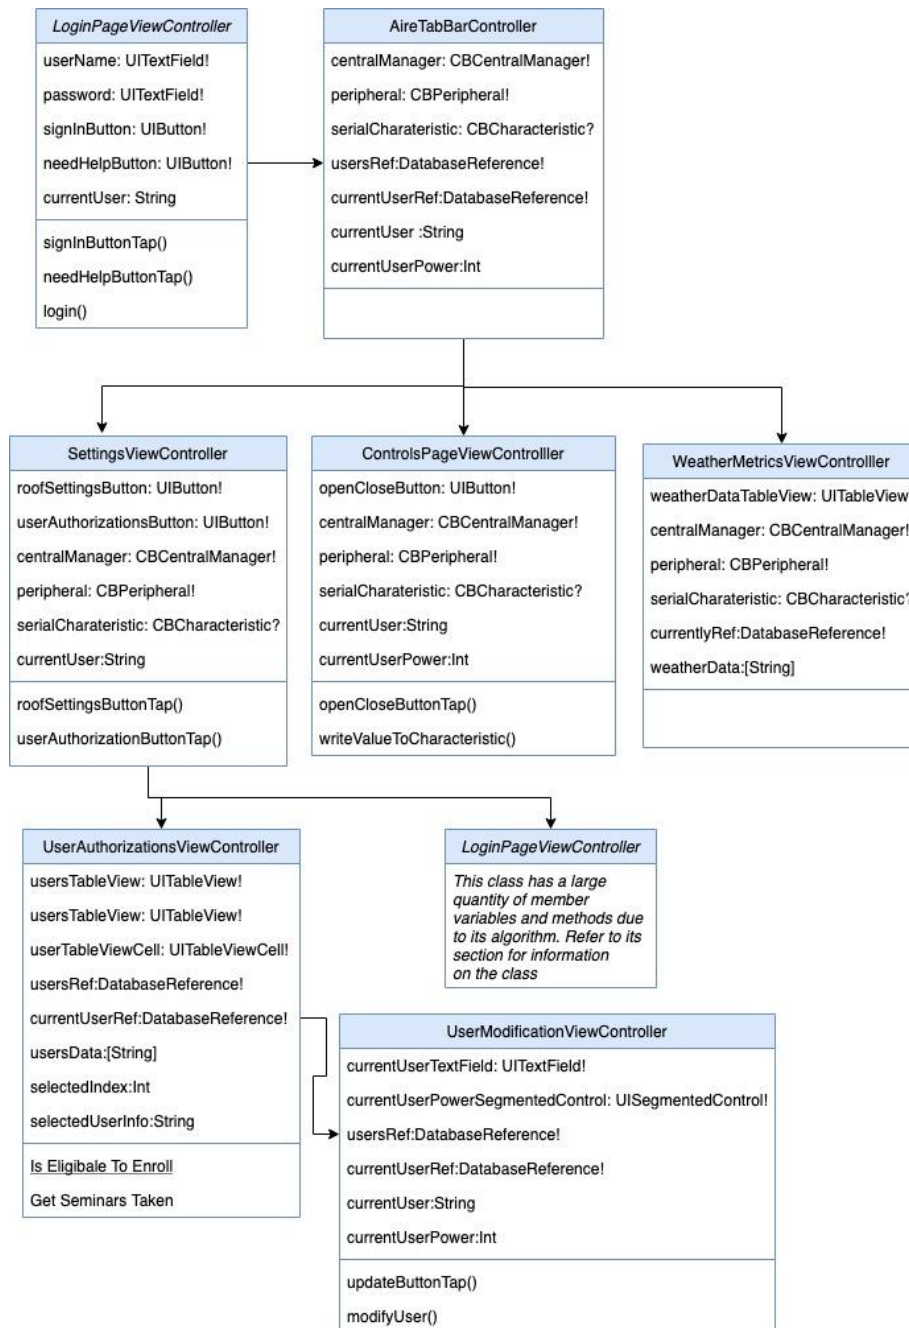 LoginPageViewController
userName: UITextField!
password: UITextField!
signInButton: UIButton!
needHelpButton: UIButton!
currentUser: String
signInButtonTap()
needHelpButtonTap()
login()
AireTabBarController
centralManager: CBCentralManager!
peripheral: CBPeripheral!
serialCharateristic: CBCharacteristic?
usersRef:DatabaseReference!
currentUserRef:DatabaseReference!
currentUser :String
currentUserPower:Int
SettingsViewController
roofSettingsButton: UIButton!
userAuthorizationsButton: UIButton!
centralManager: CBCentralManager!
peripheral: CBPeripheral!
serialCharateristic: CBCharacteristic?
currentUser:String
roofSettingsButtonTap()
userAuthorizationButtonTap()
ControlsPageViewControlller
openCloseButton: UIButton!
centralManager: CBCentralManager!
peripheral: CBPeripheral!
serialCharateristic: CBCharacteristic?
currentUser:String
currentUserPower:Int
openCloseButtonTap()
writeValueToCharacteristic()
WeatherMetricsViewControlller
weatherDataTableView: UITableView
centralManager: CBCentralManager!
peripheral: CBPeripheral!
serialCharateristic: CBCharacteristic?
currentlyRef:DatabaseReference!
weatherData:[String]
UserAuthorizationsViewController
usersTableView: UITableView!
usersTableView: UITableView!
userTableViewCell: UITableViewCell!
usersRef:DatabaseReference!
currentUserRef:DatabaseReference!
usersData:[String]
selectedIndex:Int
selectedUserInfo:String
Is Eligibale To Enroll
Get Seminars Taken
LoginPageViewController
This class has a large
quantity of member
variables and methods due
to its algorithm. Refer to its
section for information
on the class
UserModificationViewController
currentUserTextField: UITextField!
currentUserPowerSegmentedControl: UISegmentedControl!
usersRef:DatabaseReference!
currentUserRef:DatabaseReference!
currentUser:String
currentUserPower:Int
updateButtonTap()
modifyUser()